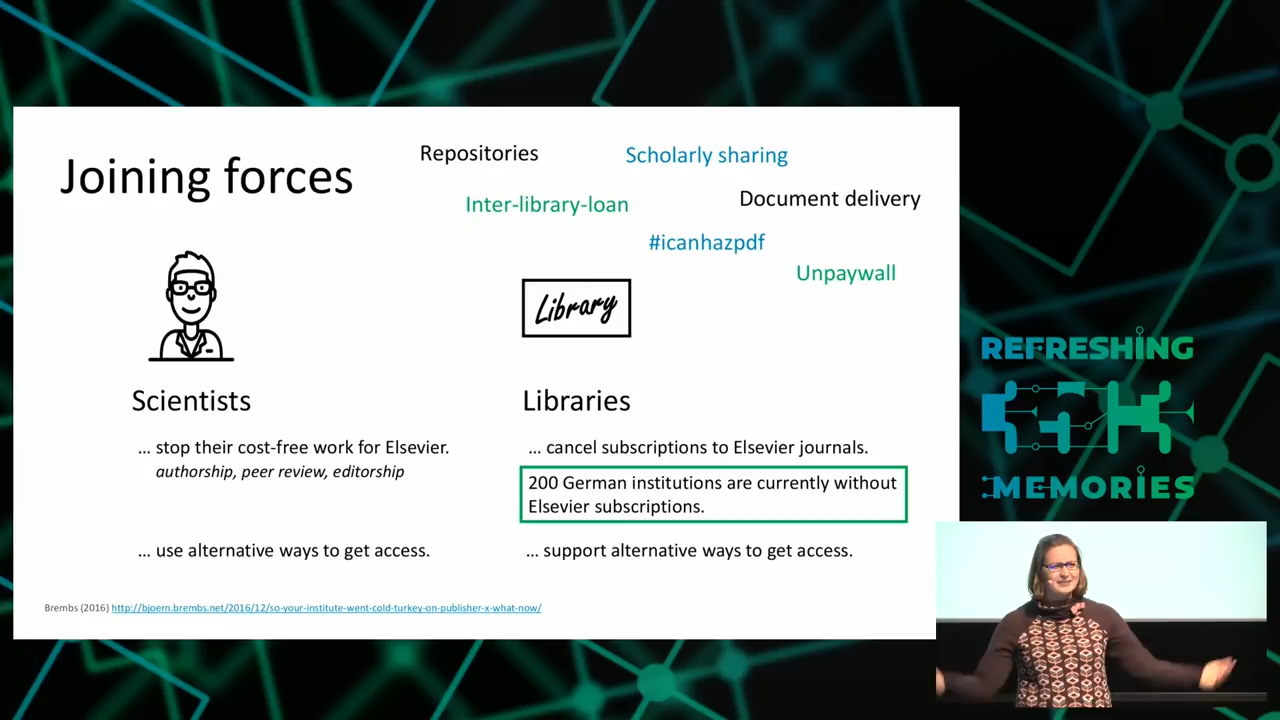 Joining forces
Repositories
Scholarly sharing
Inter-library-loan
Document delivery
#icanhazpdf
Unpaywall
Library
Scientists
... stop their cost-free work for Elsevier.
authorship, peer review, editorship
... use alternative ways to get access.
Libraries
... cancel subscriptions to Elsevier journals.
200 German institutions are currently without
Elsevier subscriptions.
... support alternative ways to get access.
Brembs (2016) http://bjoern.brembs.net/2016/12/so-your-institute-went-cold-turkey-on-publisher-x-what-now/
REFRESHING
MEMORIES